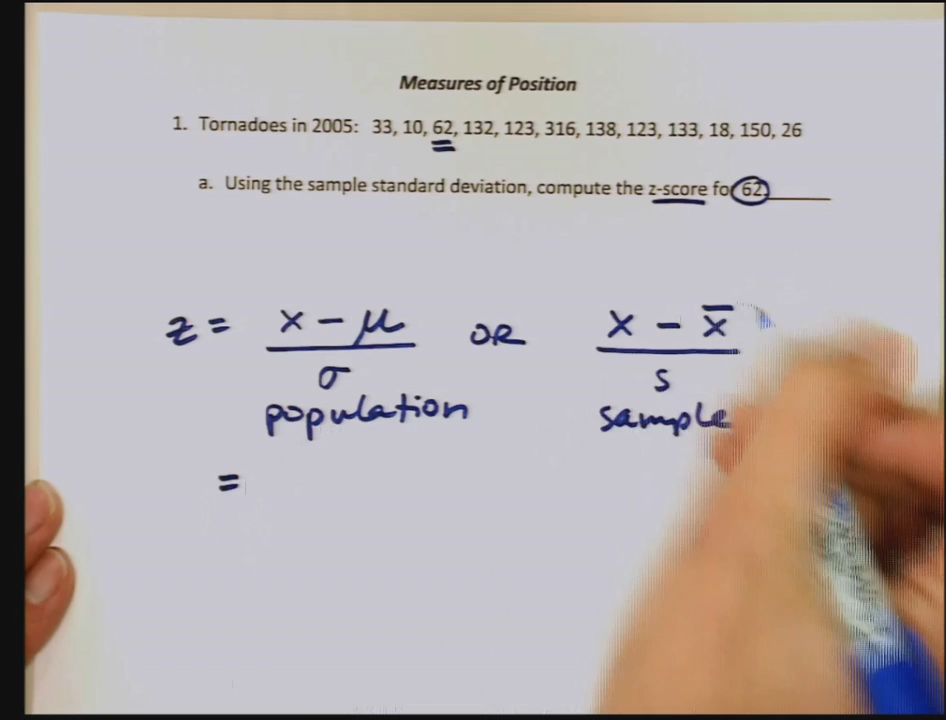 Measures of Position
1. Tornadoes in 2005: 33, 10, 62, 132, 123, 316, 138, 123, 133, 18, 150, 26
a. Using the sample standard deviation, compute the z-score for 62. ______
z = x - μ / σ OR x - x̄ / s
population sample
=